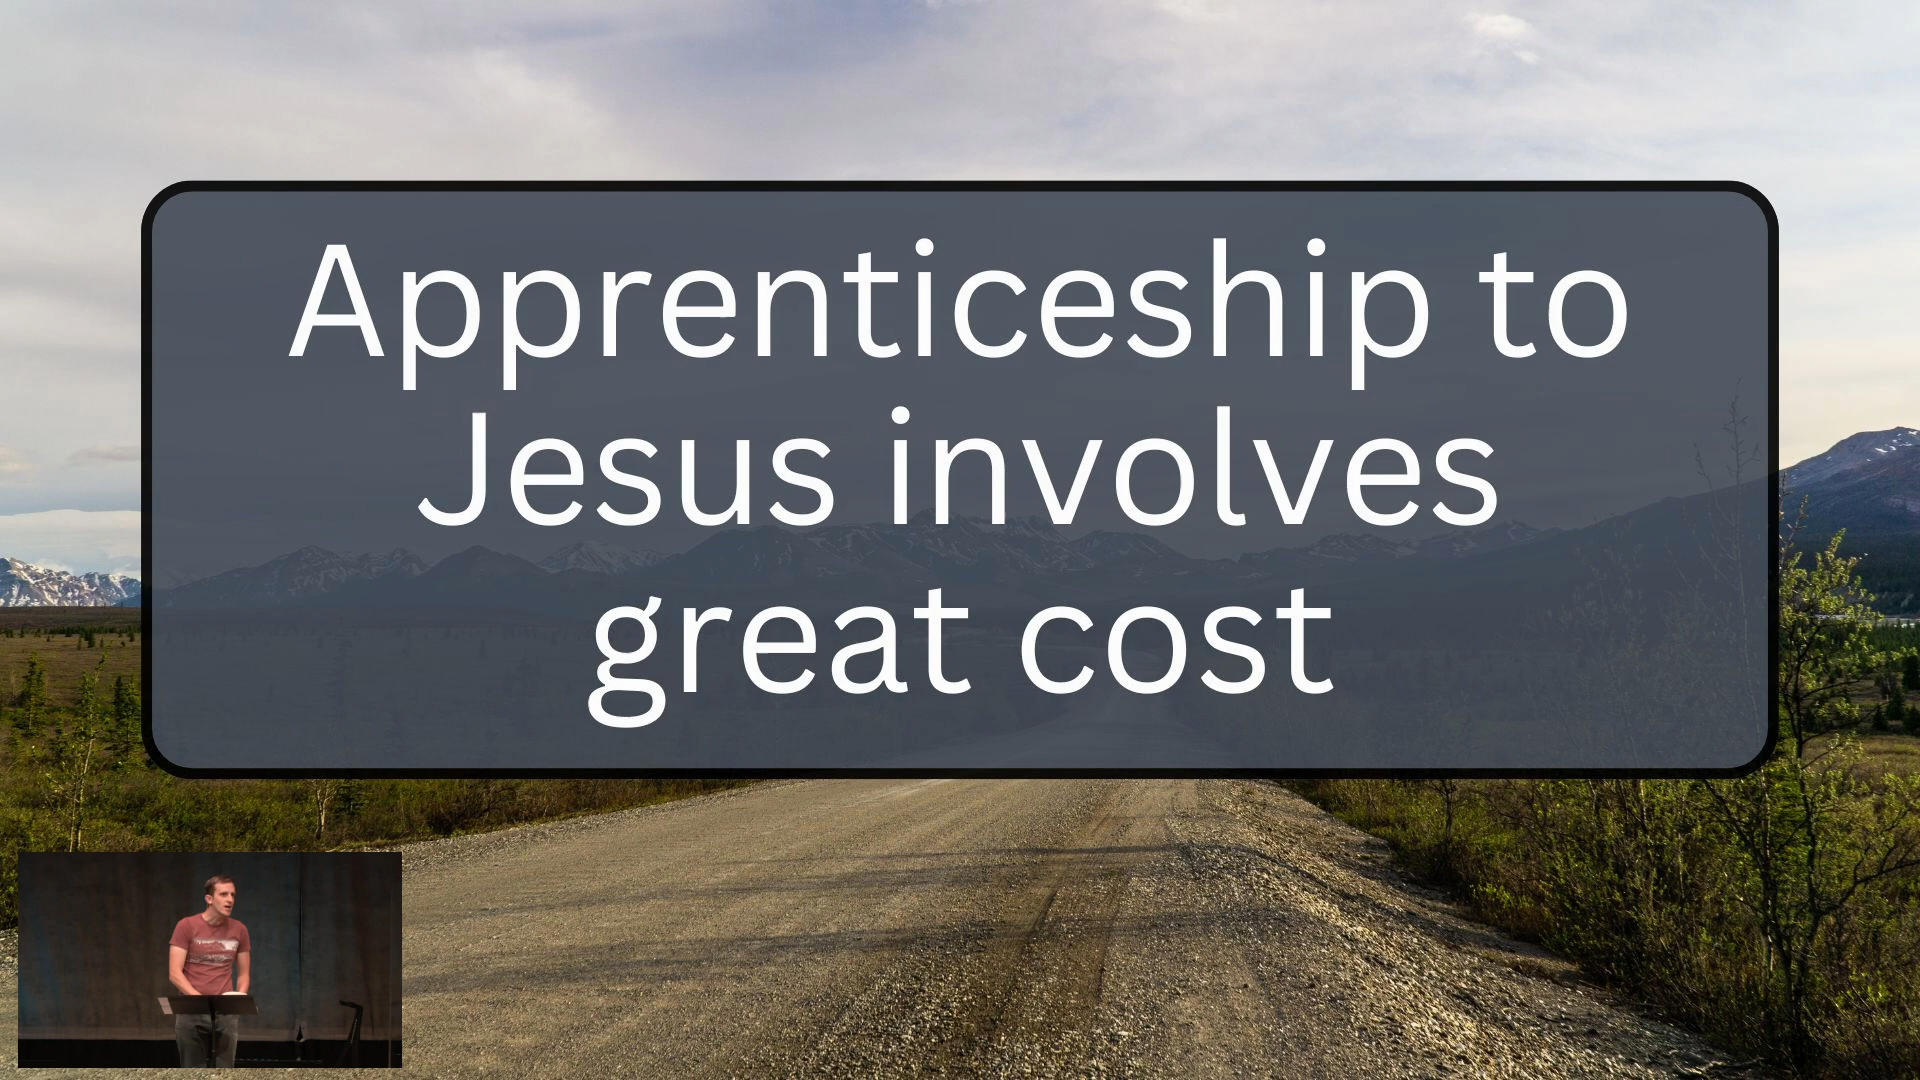 Apprenticeship to
Jesus involves
great cost